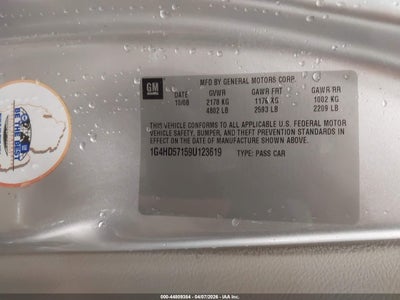 GM
MFD BY GENERAL MOTORS CORP.
DATE GVWR GAWR FRT GAWR RR
10/08 2178 KG 1176 KG 1002 KG
4802 LB 2593 LB 2209 LB
THIS VEHICLE CONFORMS TO ALL APPLICABLE U.S. FEDERAL MOTOR
VEHICLE SAFETY, BUMPER, AND THEFT PREVENTION STANDARDS IN
EFFECT ON THE DATE OF MANUFACTURE SHOWN ABOVE.
1G4HD57159U123619 TYPE: PASS CAR
000-44809384 - 04/07/2026 - IAA Inc.